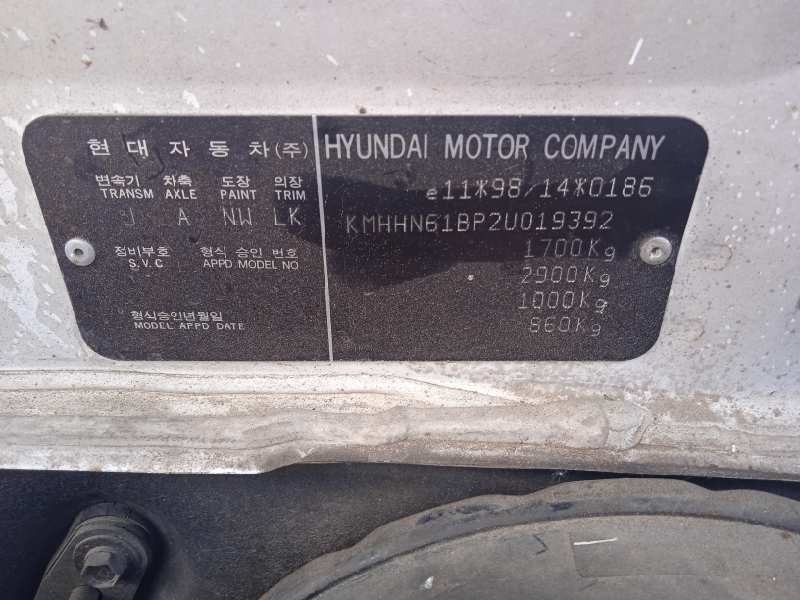 현대자동차(주) HYUNDAI MOTOR COMPANY
변속기 차축 도장 의장
TRANSM AXLE PAINT TRIM
J A NW LK
정비부호 형식 승인 번호
S.V.C APPD.MODEL NO
형식승인년월일
MODEL APPD DATE
e11*98/14*0186
KMHHN61BP2U019392
1700Kg
2900Kg
1000Kg
860Kg